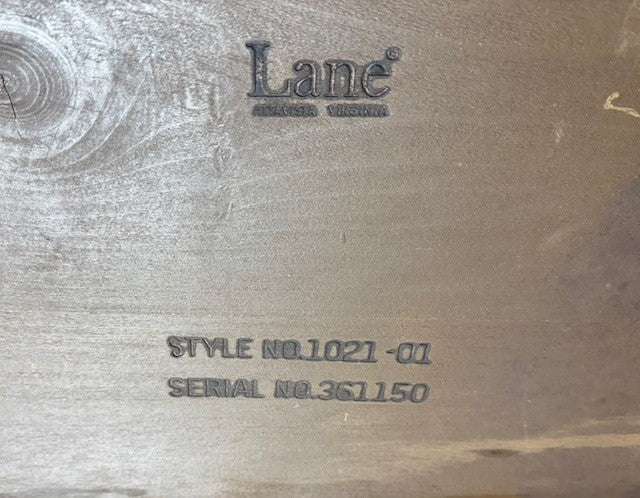 Lane®
ALTAVISTA VIRGINIA
STYLE NO.1021-01
SERIAL NO.361150